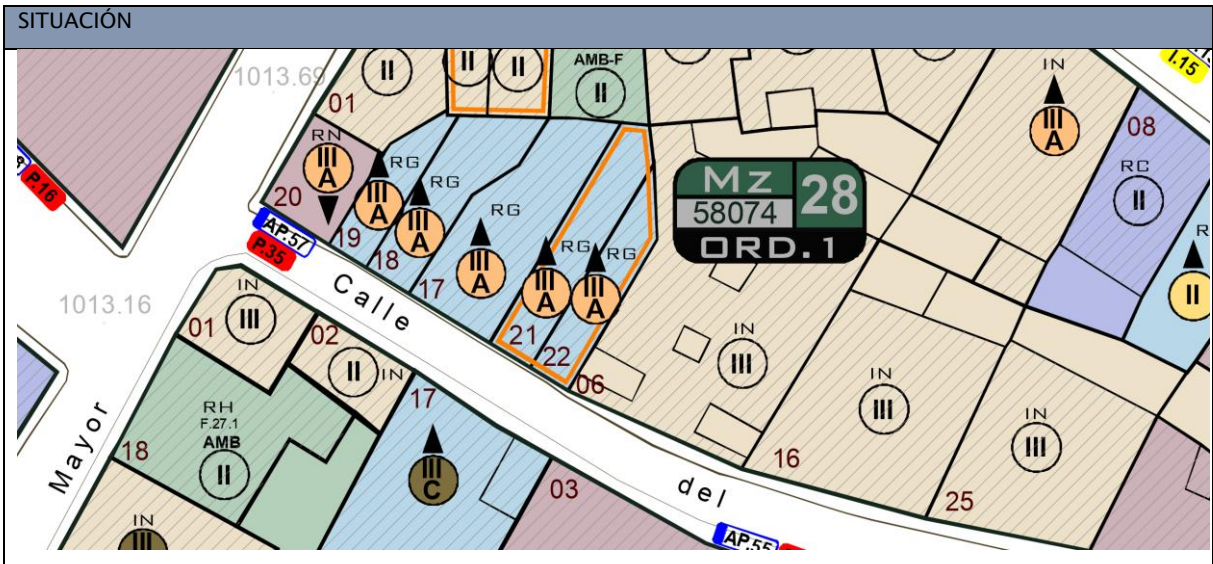 SITUACIÓN
1013.69
01
II
II
II
AMB-F
II
IN
III
A
I.15
08
RC
II
RN
III
A
20
RG
III
A
19
RG
III
A
18
RG
III
A
17
RG
III
A
21
RG
III
A
22
Mz
28
58074
ORD.1
II
P.16
AP.57
P.35
Calle
del
Mayor
1013.16
IN
III
01
02
II
IN
RH
F.27.1
AMB
II
18
17
III
C
03
06
IN
III
16
IN
III
25
IN
III
IN
III
AP.55